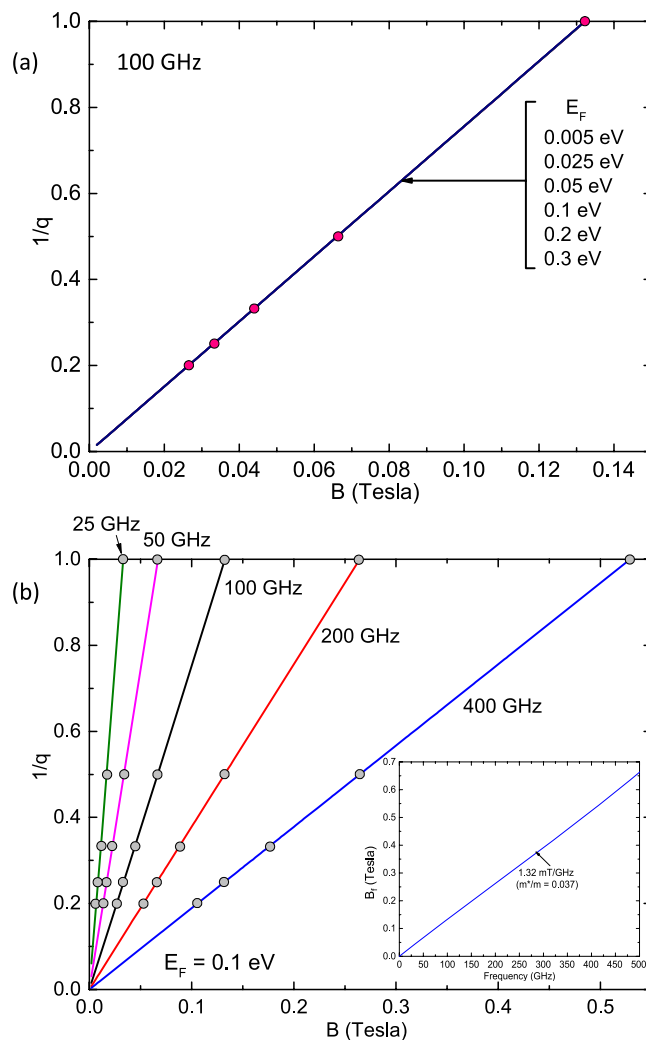 (a)
100 GHz
E_F
0.005 eV
0.025 eV
0.05 eV
0.1 eV
0.2 eV
0.3 eV
1.0
0.8
0.6
0.4
0.2
0.0
1/q
0.00 0.02 0.04 0.06 0.08 0.10 0.12 0.14
B (Tesla)
25 GHz
50 GHz
(b)
100 GHz
200 GHz
400 GHz
1.0
0.8
0.6
0.4
0.2
0.0
1/q
E_F = 0.1 eV
0.7
0.6
0.5
0.4
0.3
0.2
0.1
0.0
B_f (Tesla)
1.32 mT/GHz
(m*/m = 0.037)
0 50 100 150 200 250 300 350 400 450 500
Frequency (GHz)
0.0 0.1 0.2 0.3 0.4 0.5
B (Tesla)